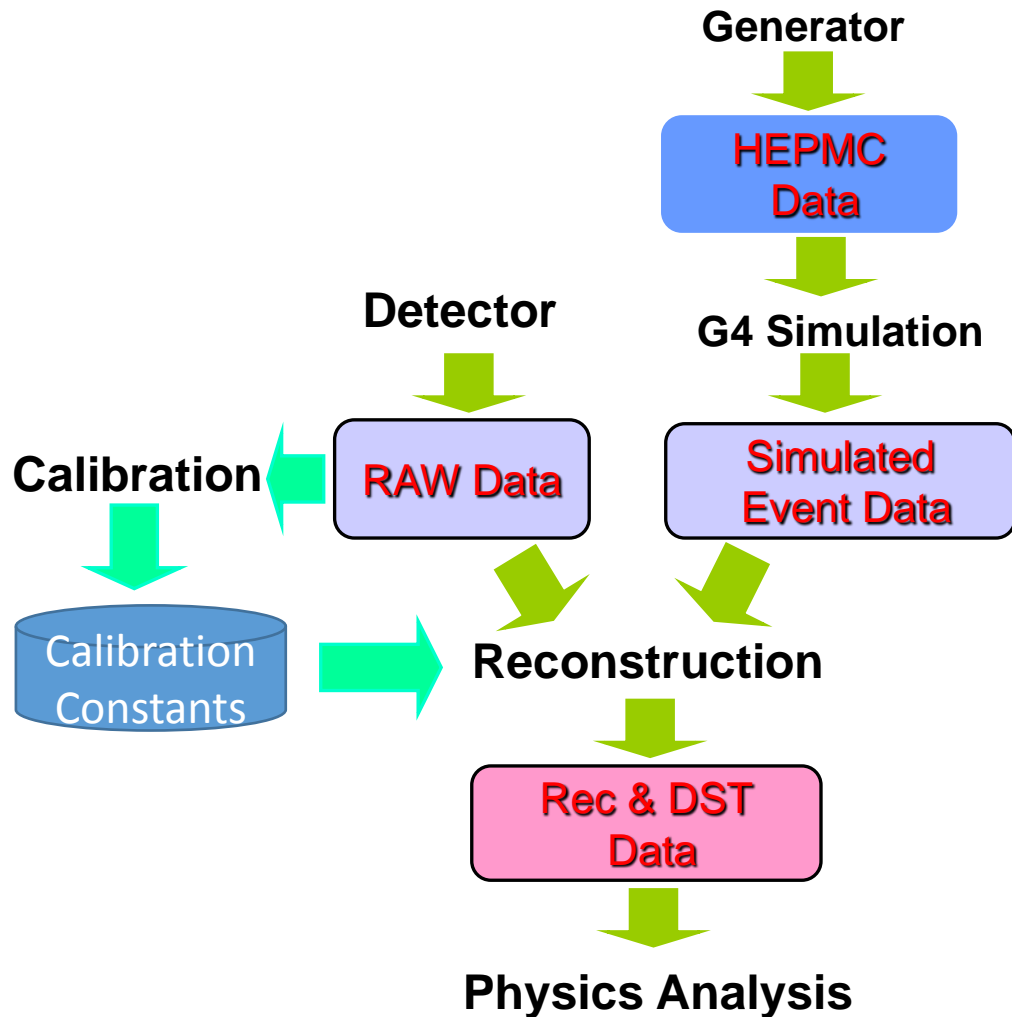 Generator
HEPMC
Data
Detector
G4 Simulation
Calibration
RAW Data
Simulated
Event Data
Calibration
Constants
Reconstruction
Rec & DST
Data
Physics Analysis